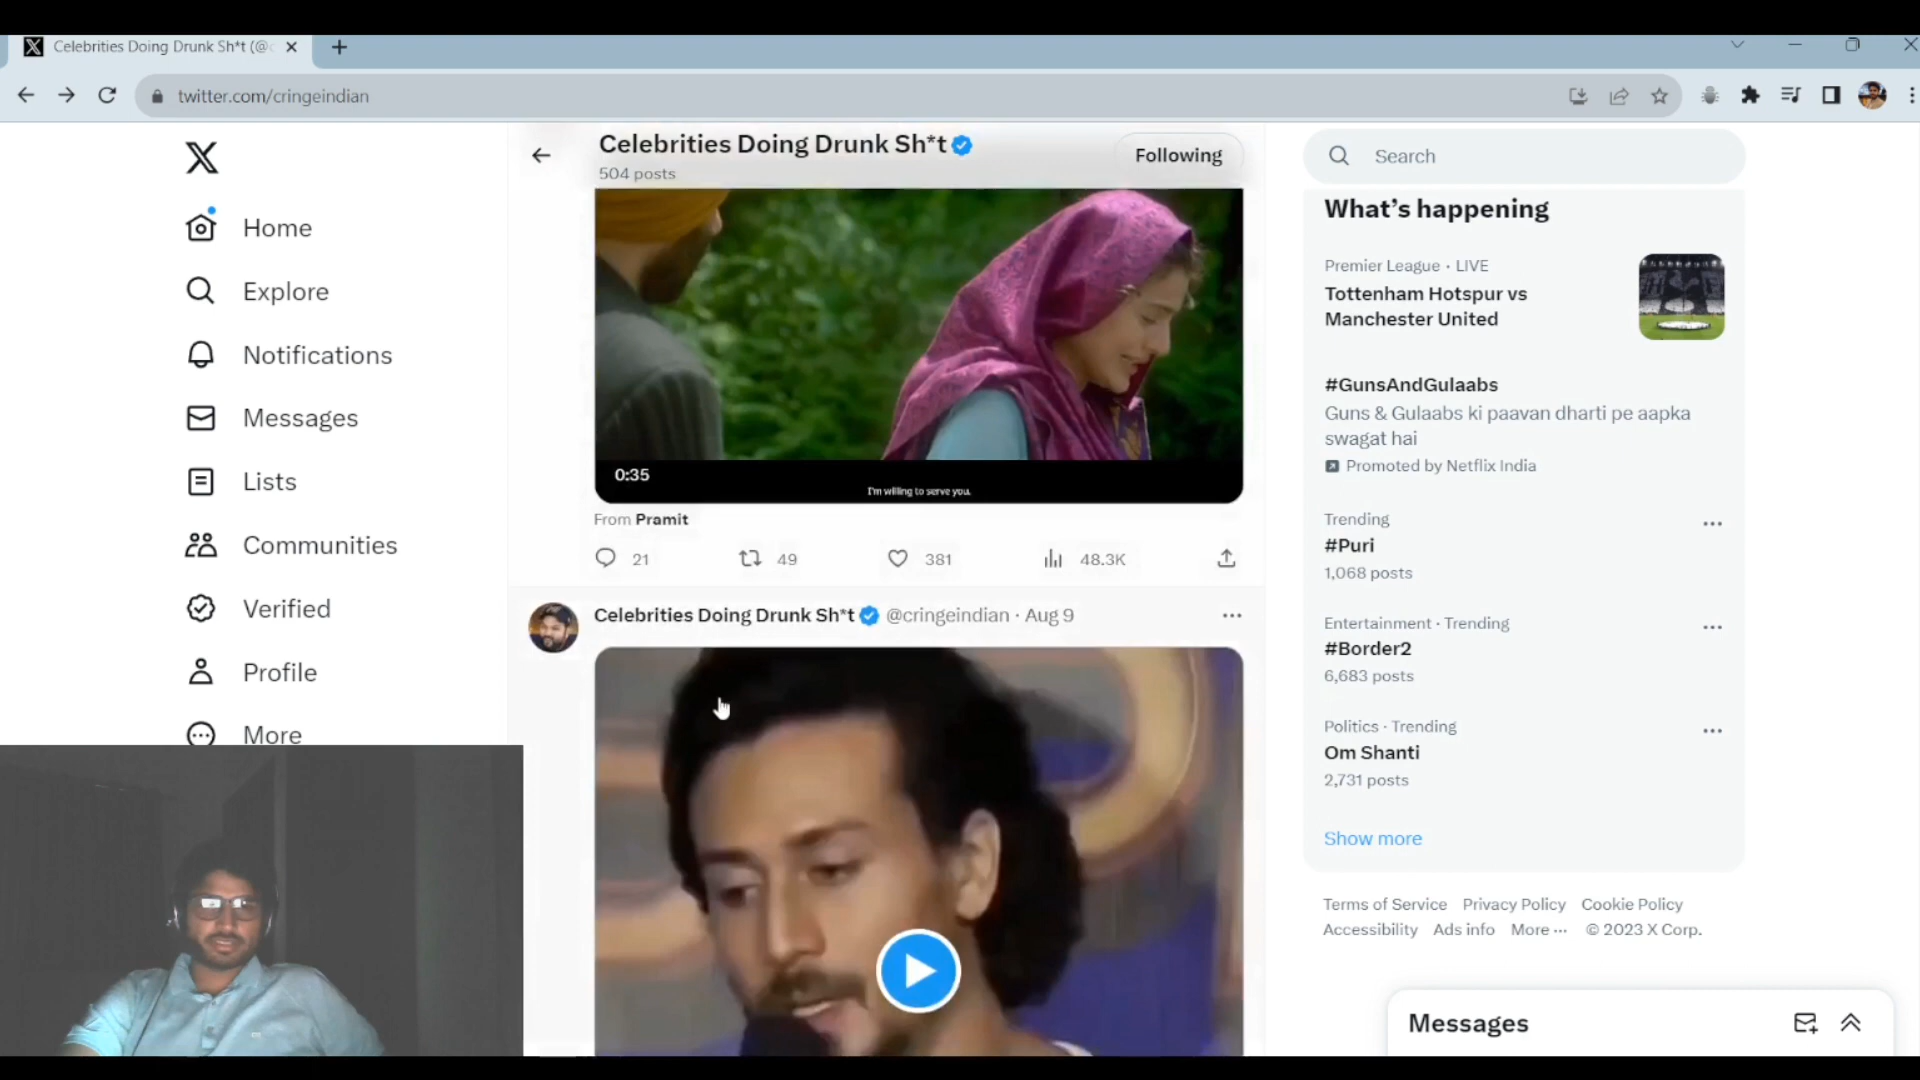 Celebrities Doing Drunk Sh*t (@c
twitter.com/cringeindian
Home
Explore
Notifications
Messages
Lists
Communities
Verified
Profile
More
Celebrities Doing Drunk Sh*t
504 posts
Following
0:35
I'm willing to serve you.
From Pramit
21
49
381
48.3K
Celebrities Doing Drunk Sh*t @cringeindian · Aug 9
Search
What's happening
Premier League · LIVE
Tottenham Hotspur vs
Manchester United
#GunsAndGulaabs
Guns & Gulaabs ki paavan dharti pe aapka
swagat hai
Promoted by Netflix India
Trending
#Puri
1,068 posts
Entertainment · Trending
#Border2
6,683 posts
Politics · Trending
Om Shanti
2,731 posts
Show more
Terms of Service Privacy Policy Cookie Policy
Accessibility Ads info More ··· © 2023 X Corp.
Messages